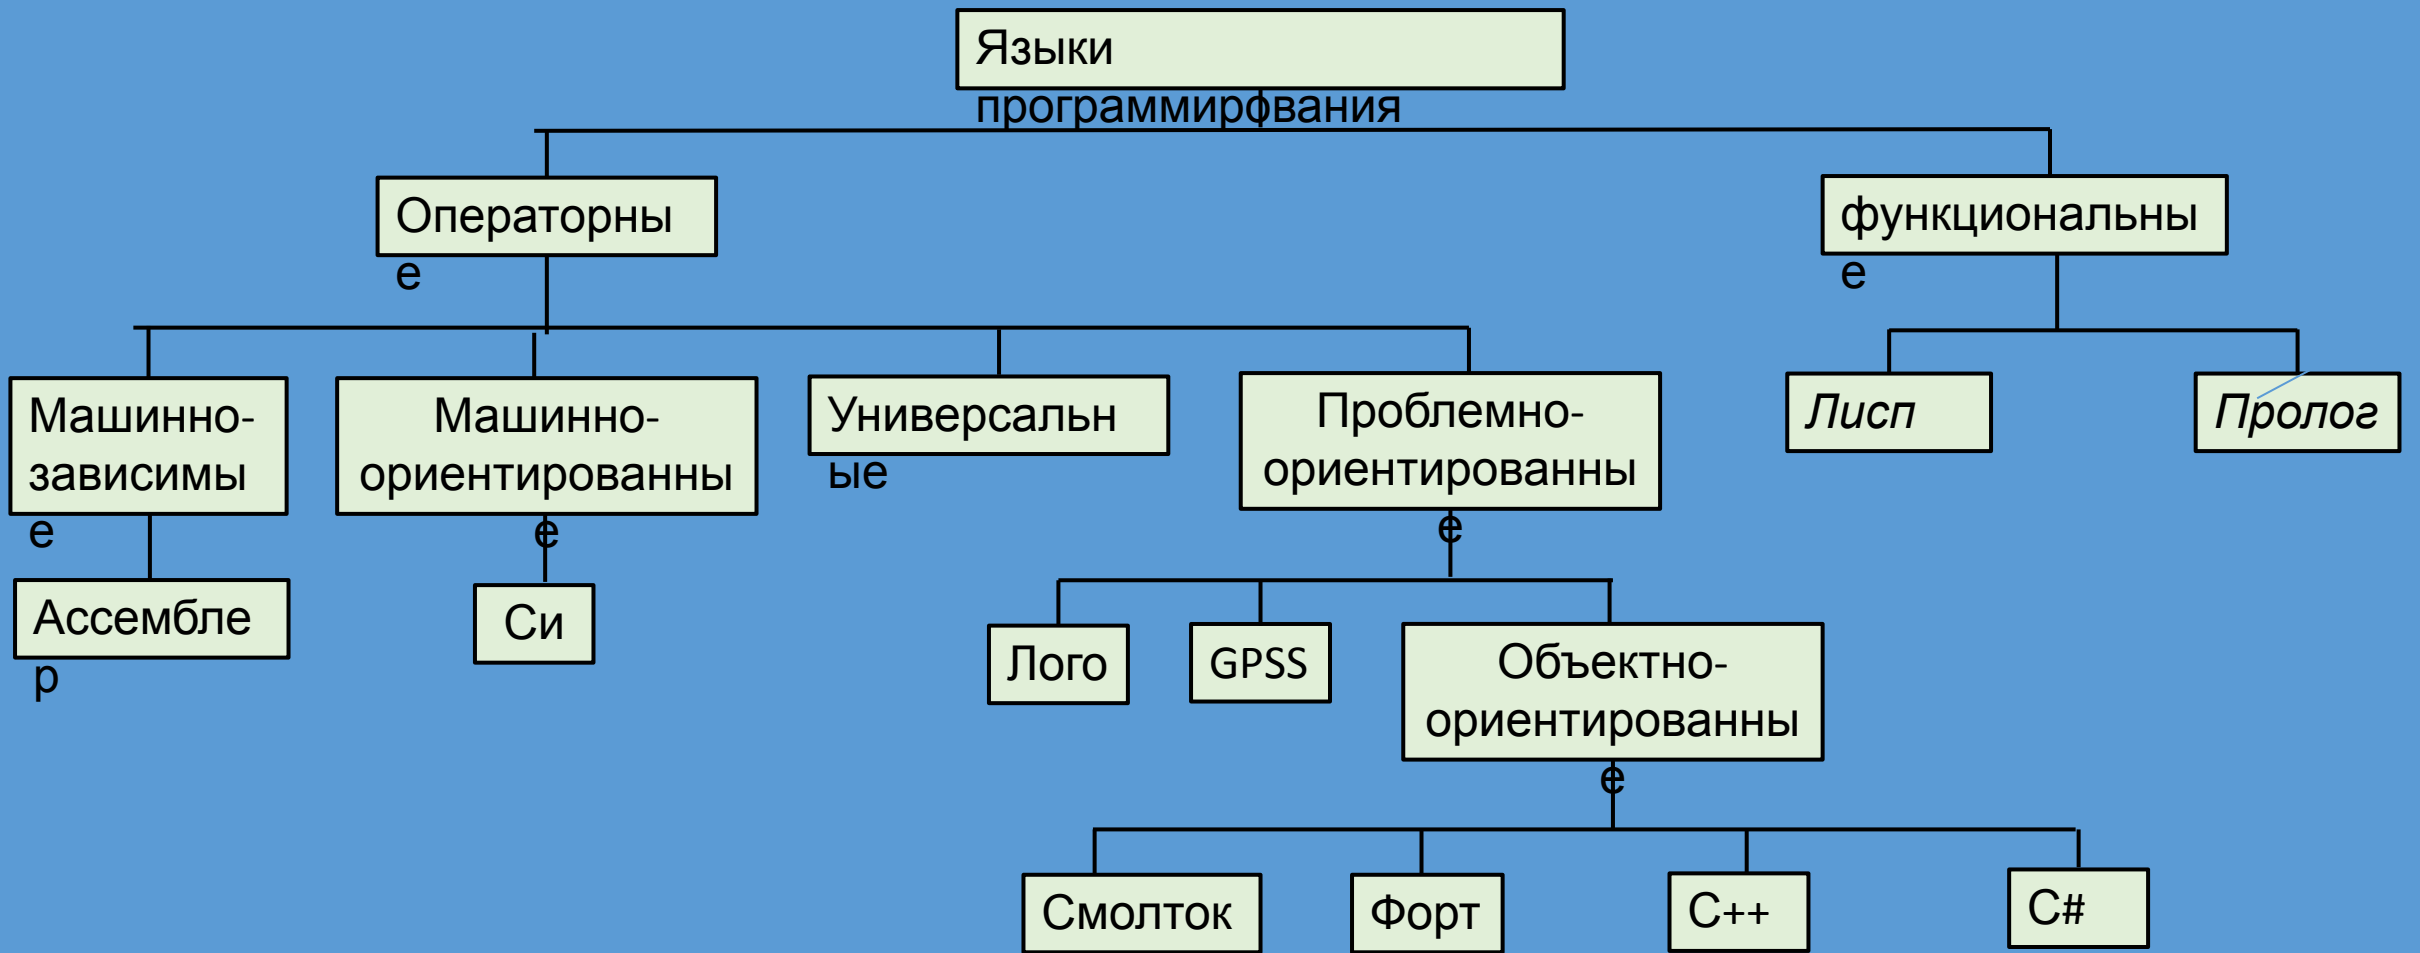 Языки
программирования
Операторны
е
функциональны
е
Машинно-
зависимы
е
Машинно-
ориентированны
е
Универсальн
ые
Проблемно-
ориентированны
е
Лисп
Пролог
Ассембле
р
Си
Лого
GPSS
Объектно-
ориентированны
е
Смолток
Форт
С++
С#